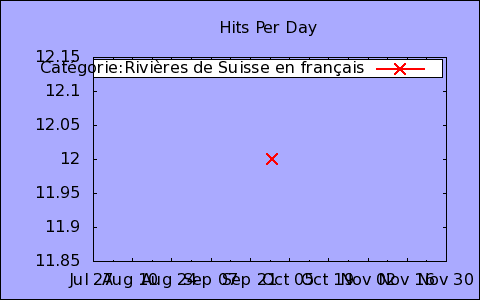 Hits Per Day
12.15
Catégorie:Rivières de Suisse en français
12.1
12.05
12
11.95
11.9
11.85
Jul 27 Aug 10 Aug 24 Sep 07 Sep 21 Oct 05 Oct 19 Nov 02 Nov 16 Nov 30